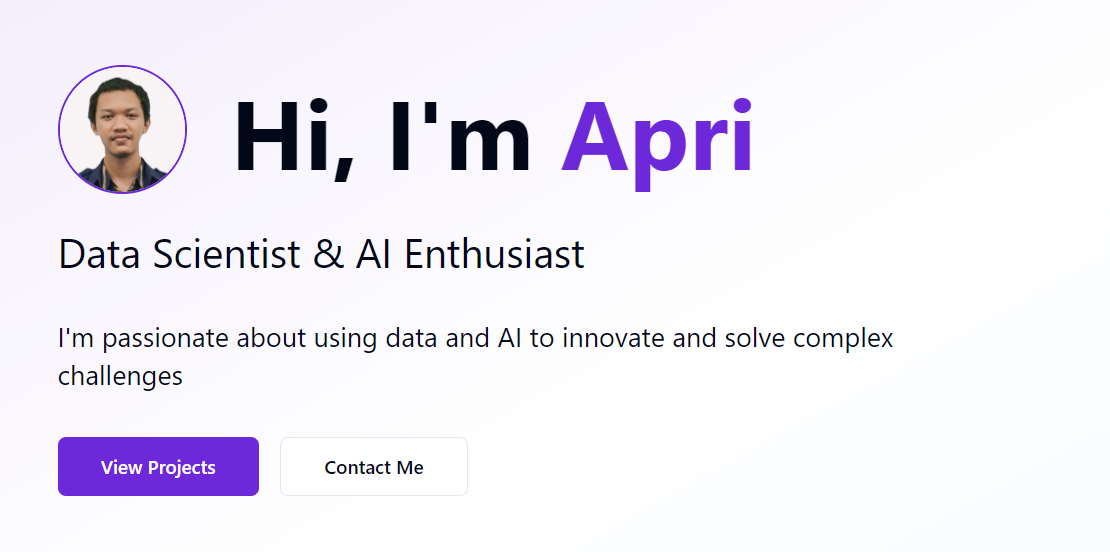 Hi, I'm Apri
Data Scientist & AI Enthusiast
I'm passionate about using data and AI to innovate and solve complex
challenges
View Projects
Contact Me